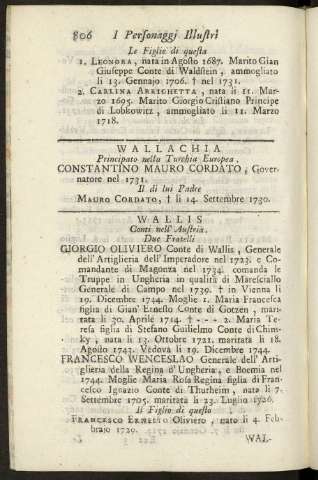 806 I Personaggi Illustri
Le Figlie di questa
1. LEONORA, nata in Agosto 1687. Marito Gian
Giuseppe Conte di Waldstein, ammogliato
li 13. Gennajo 1706. † nel 1731.
2. CARLINA ARRIGHETTA, nata li 11. Mar-
zo 1695. Marito Giorgio Cristiano Principe
di Lobkowitz, ammogliato li 11. Marzo
1718.
WALLACHIA
Principato nella Turchia Europea.
CONSTANTINO MAURO CORDATO, Gover-
natore nel 1731.
Il di lui Padre
MAURO CORDATO, † li 14. Settembre 1730.
WALLIS
Conti nell'Austria.
Due Fratelli
GIORGIO OLIVIERO Conte di Wallis, Generale
dell'Artiglieria dell'Imperadore nel 1723. e Co-
mandante di Magonza nel 1734. comanda le
Truppe in Ungheria in qualità di Maresciallo
Generale di Campo nel 1739. † in Vienna li
19. Dicembre 1744. Moglie 1. Maria Francesca
figlia di Gian' Ernesto Conte di Gotzen, mari-
tata li 30. Aprile 1714. † - - - 2. Maria Te-
resa figlia di Stefano Guilielmo Conte di Chins-
ky, nata li 13. Ottobre 1721. maritata li 18.
Agosto 1743. Vedova li 19. Dicembre 1744.
FRANCESCO WENCESLAO Generale dell'Arti-
glieria della Regina d'Ungheria, e Boemia nel
1744. Moglie Maria Rosa Regina figlia di Fran-
cesco Ignazio Conte di Thurheim, nata li 7.
Settembre 1705. maritata li 23. Luglio 1726.
Il Figlio di questo
FRANCESCO ERNESTO Oliviero, nato li 4. Feb-
brajo 1729.
WAL-